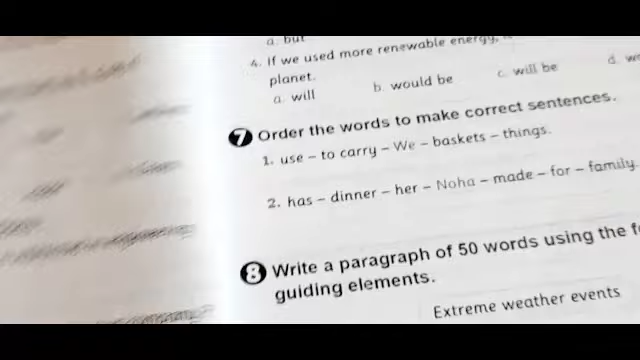 a. but
4. If we used more renewable energy,
planet.
a. will b. would be c. will be d.
7 Order the words to make correct sentences.
1. use – to carry – We – baskets – things.
2. has – dinner – her – Noha – made – for – family.
8 Write a paragraph of 50 words using the
guiding elements.
Extreme weather events